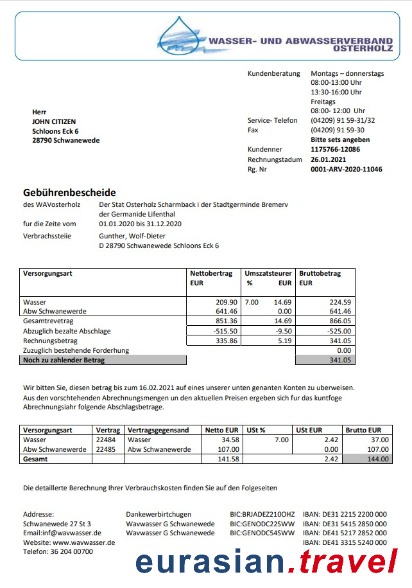 WASSER- UND ABWASSERVERBAND
OSTERHOLZ
Kundenberatung Montags – donnerstags
08:00-13:00 Uhr
13:30-16:00 Uhr
Freitags
08:00- 12:00 Uhr
Service- Telefon (04209) 91 59-31/32
Fax (04209) 91 59-30
Bitte sets angeben
Kundenner 1175766-12086
Rechnungstadum 26.01.2021
Rg. Nr 0001-ARV-2020-11046
Herr
JOHN CITIZEN
Schloons Eck 6
28790 Schwanewede
Gebührenbescheide
des WAVosterholz Der Stat Osterholz Scharmback i der Stadtgerminde Bremerv
der Germanide Lifenthal
fur die Zeite vom 01.01.2020 bis 31.12.2020
Verbrachssteile Gunther, Wolf-Dieter
D 28790 Schwanewede Schloons Eck 6
Versorgungsart Nettobertrag Umszatsteurer Bruttobetrag
EUR % EUR EUR
Wasser 209.90 7.00 14.69 224.59
Abw Schwanewerde 641.46 0.00 641.46
Gesamtrevetrag 851.36 14.69 866.05
Abzuglich bezalte Abschlage -515.50 -9.50 -525.00
Rechnungsbetrag 335.86 5.19 341.05
Zuzuglich bestehende Forderhung 0.00
Noch zu zahlender Betrag 341.05
Wir bitten Sie, diesen betrag bis zum 16.02.2021 auf eines unserer unten genanten Konten zu uberweisen.
Aus den vorschtehenden Abrechnungsmengen un den aktuelen Preisen ergeben sich fur das kuntfoge
Abrechnungsiahr folgende Abschlagsbetrage.
Versorgungsart Vertrag Vertragsgegensand Netto EUR USt % USt EUR Brutto EUR
Wasser 22484 Wasser 34.58 7.00 2.42 37.00
Abw Schwanewerde 22485 Abw Schwanewede 107.00 0.00 107.00
Gesamt 141.58 2.42 144.00
Die detaillerte Berechnung Ihrer Verbrauchskosten finden Sie auf den Folgeseiten
Addresse: Dankewerbirtchugen BIC:BRJADEZ21OHZ IBAN: DE31 2215 2200 000
Schwanewede 27 St 3 Wavwasser G Schwanewede BIC:GENODC22SWW IBAN: DE31 5415 2850 000
Email:inf@wavwasser.de Wavwasser G Schwanewede BIC:GENODC54SWW IBAN: DE41 5217 2852 000
Website: www.wavwasser.de IBAN: DE41 3315 5240 000
Telefon: 36 204 00700
eurasian.travel